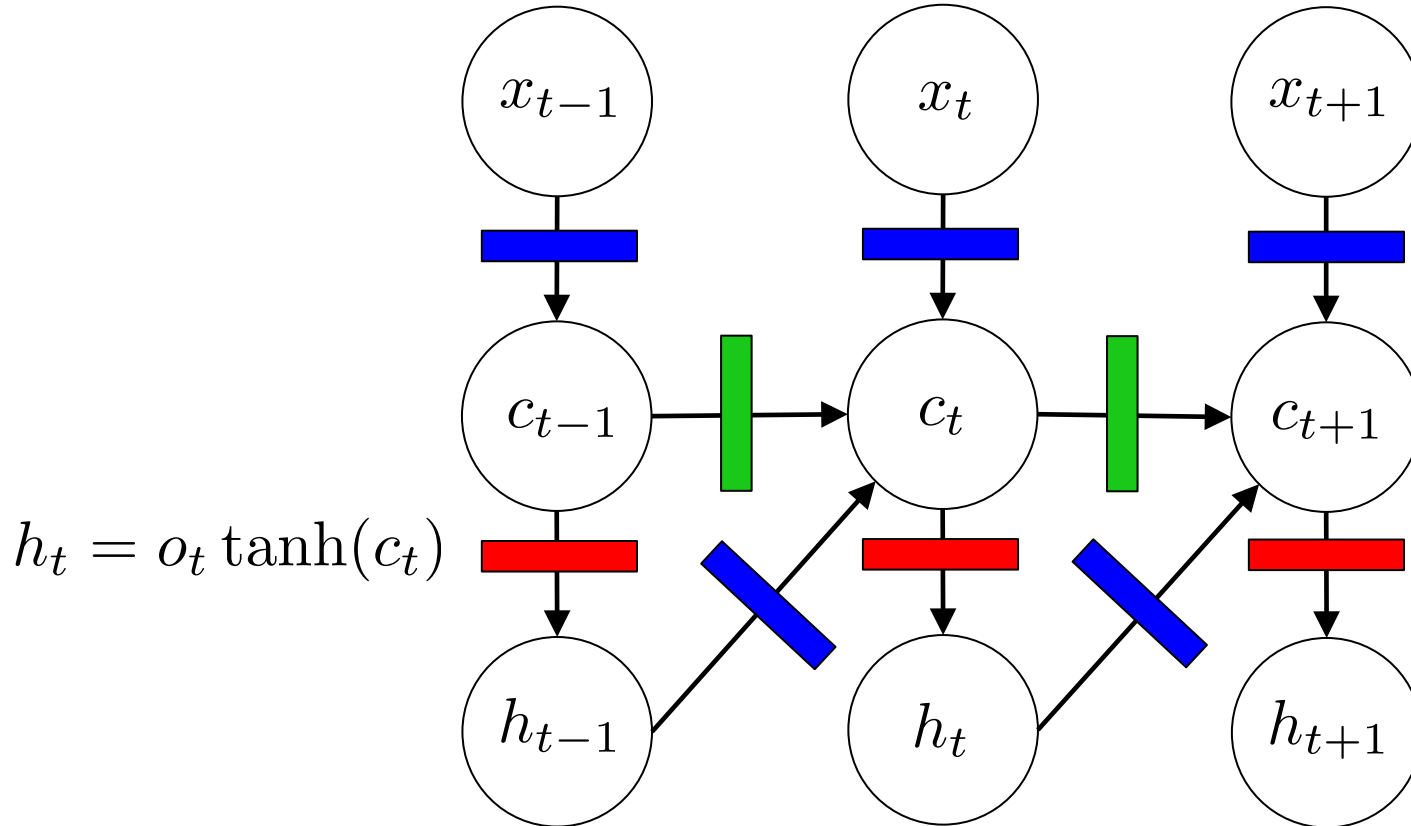 x_{t-1} x_t x_{t+1}
c_{t-1} c_t c_{t+1}
h_t = o_t tanh(c_t)
h_{t-1} h_t h_{t+1}